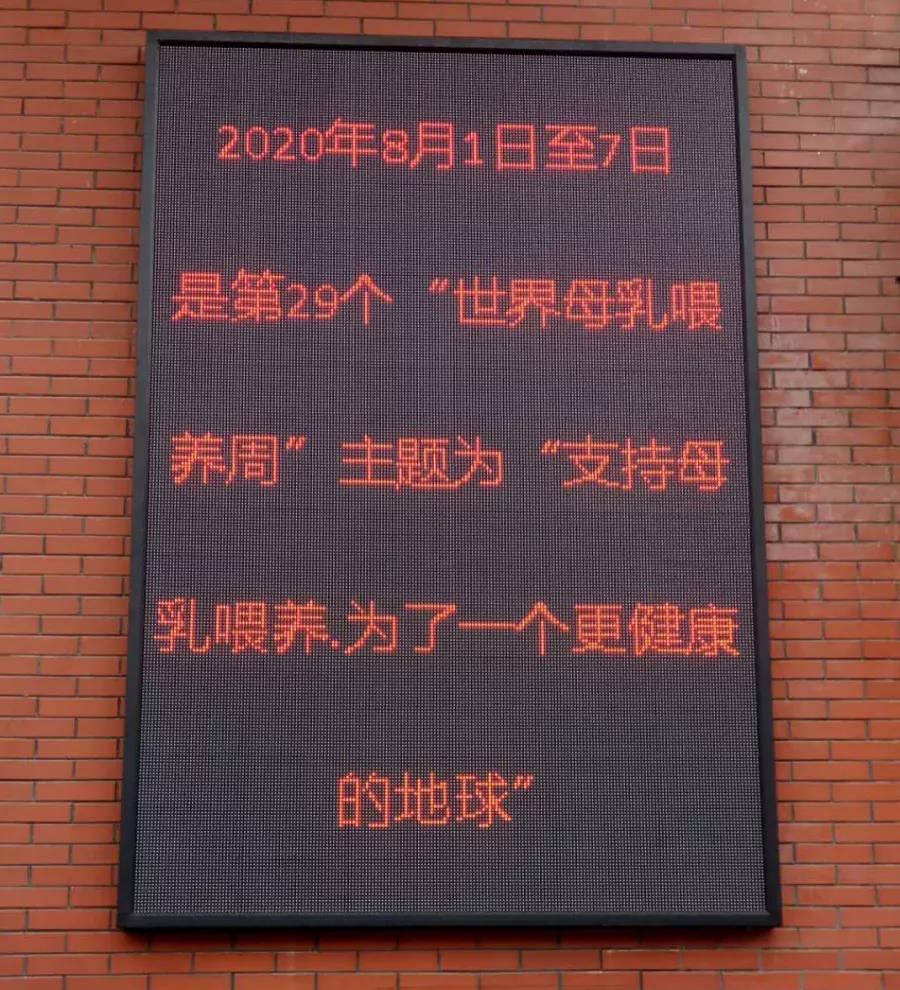 2020年8月1日至7日
是第29个“世界母乳喂
养周”主题为“支持母
乳喂养.为了一个更健康
的地球”